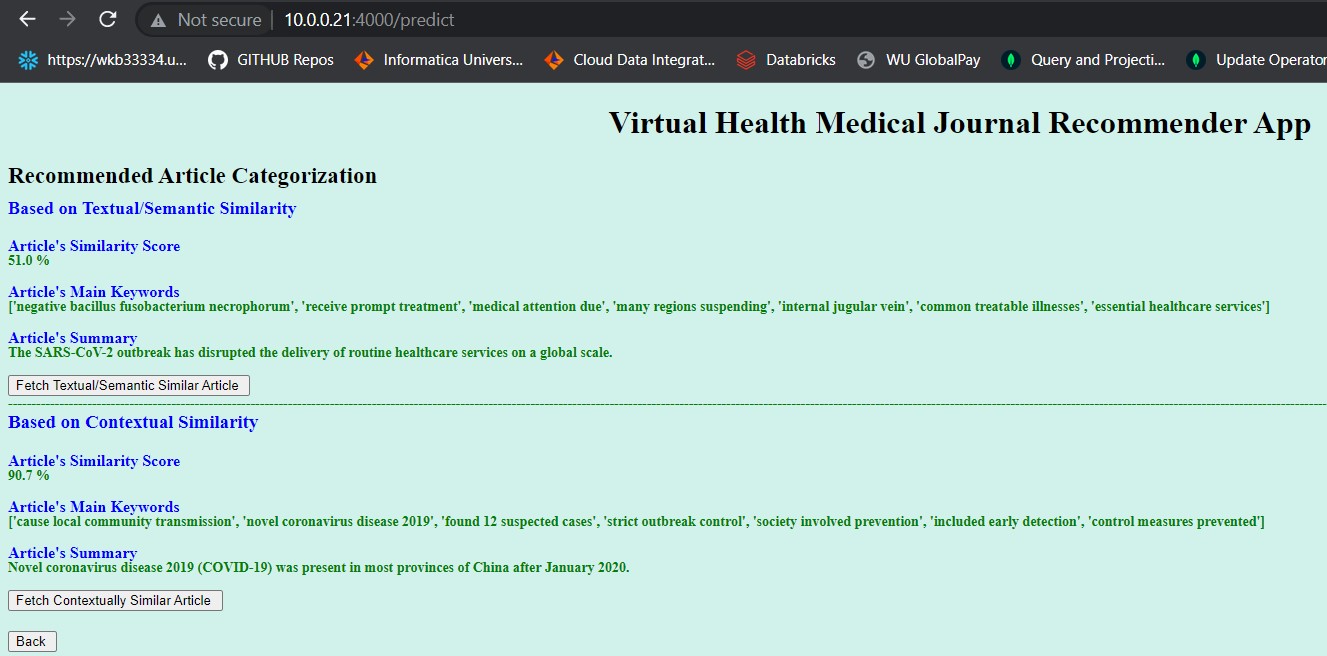 Not secure | 10.0.0.21:4000/predict
https://wkb33334.u... GITHUB Repos Informatica Univers... Cloud Data Integrat... Databricks WU GlobalPay Query and Projecti... Update Operator
Virtual Health Medical Journal Recommender App
Recommended Article Categorization
Based on Textual/Semantic Similarity
Article's Similarity Score
51.0 %
Article's Main Keywords
['negative bacillus fusobacterium necrophorum', 'receive prompt treatment', 'medical attention due', 'many regions suspending', 'internal jugular vein', 'common treatable illnesses', 'essential healthcare services']
Article's Summary
The SARS-CoV-2 outbreak has disrupted the delivery of routine healthcare services on a global scale.
Fetch Textual/Semantic Similar Article
Based on Contextual Similarity
Article's Similarity Score
90.7 %
Article's Main Keywords
['cause local community transmission', 'novel coronavirus disease 2019', 'found 12 suspected cases', 'strict outbreak control', 'society involved prevention', 'included early detection', 'control measures prevented']
Article's Summary
Novel coronavirus disease 2019 (COVID-19) was present in most provinces of China after January 2020.
Fetch Contextually Similar Article
Back